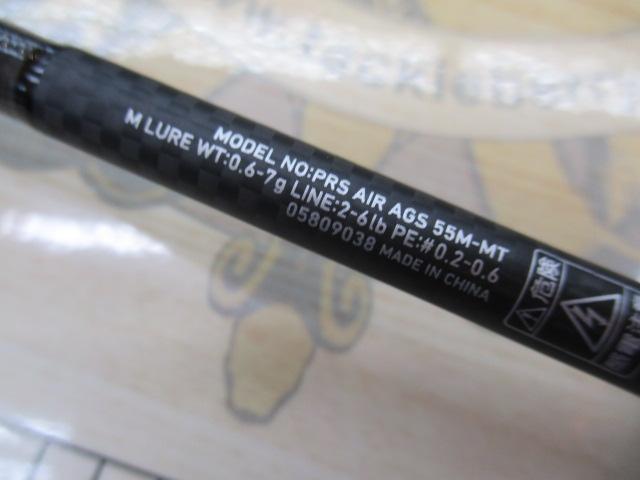 MODEL NO:PRS AIR AGS 55M-MT
M LURE WT:0.6-7g LINE:2-6lb PE:#0.2-0.6
05809038 MADE IN CHINA
危険